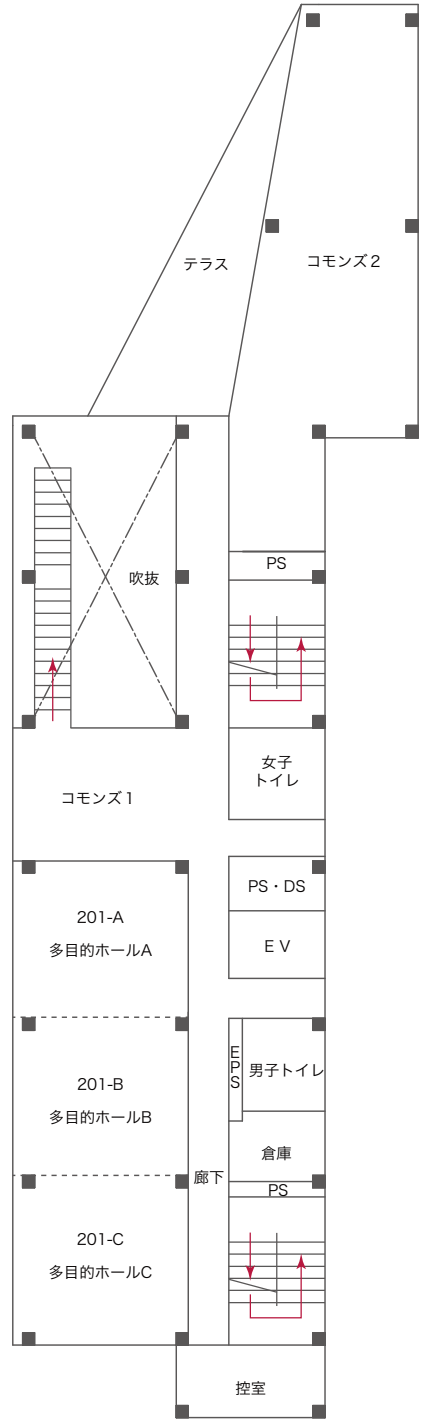 テラス
コモンズ２
吹抜
PS
女子
トイレ
コモンズ１
PS・DS
201-A
多目的ホールA
ＥＶ
EPS
男子トイレ
201-B
多目的ホールB
倉庫
廊下
PS
201-C
多目的ホールC
控室